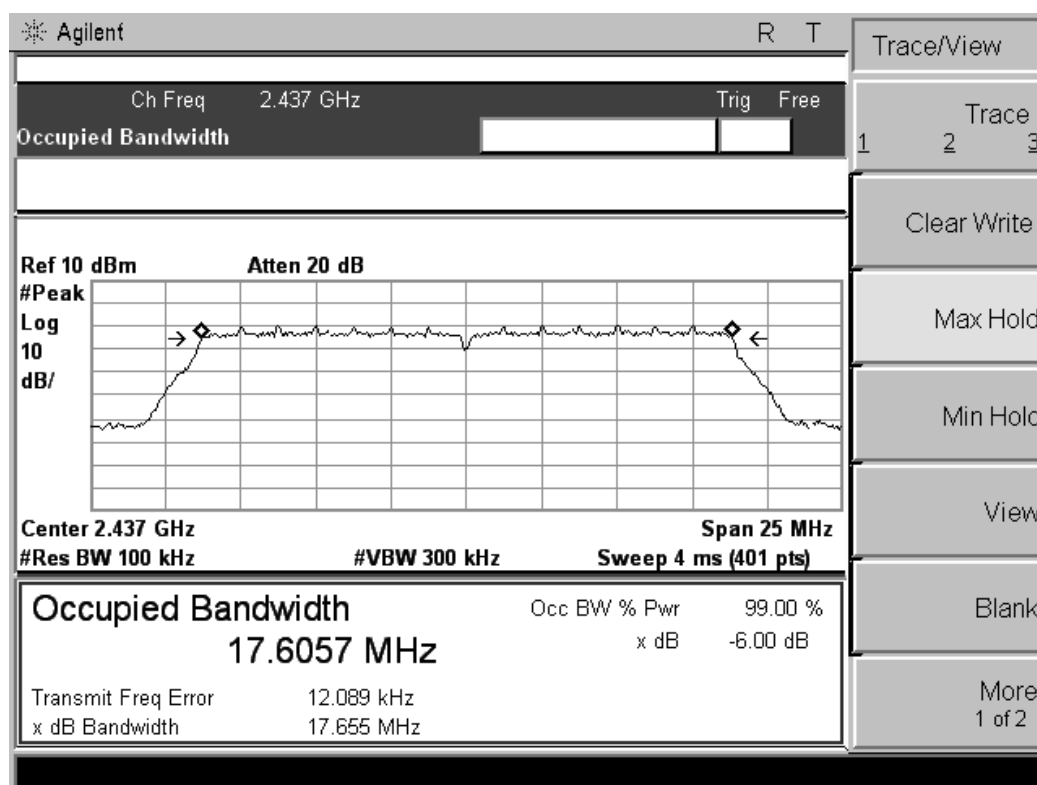 Agilent R T
Trace/View
Ch Freq 2.437 GHz Trig Free
Occupied Bandwidth
Trace
1 2 3
Clear Write
Ref 10 dBm Atten 20 dB
#Peak
Log
10
dB/
Max Hold
Min Hold
View
Center 2.437 GHz Span 25 MHz
#Res BW 100 kHz #VBW 300 kHz Sweep 4 ms (401 pts)
Occupied Bandwidth
17.6057 MHz
Occ BW % Pwr 99.00 %
x dB -6.00 dB
Transmit Freq Error 12.089 kHz
x dB Bandwidth 17.655 MHz
Blank
More
1 of 2